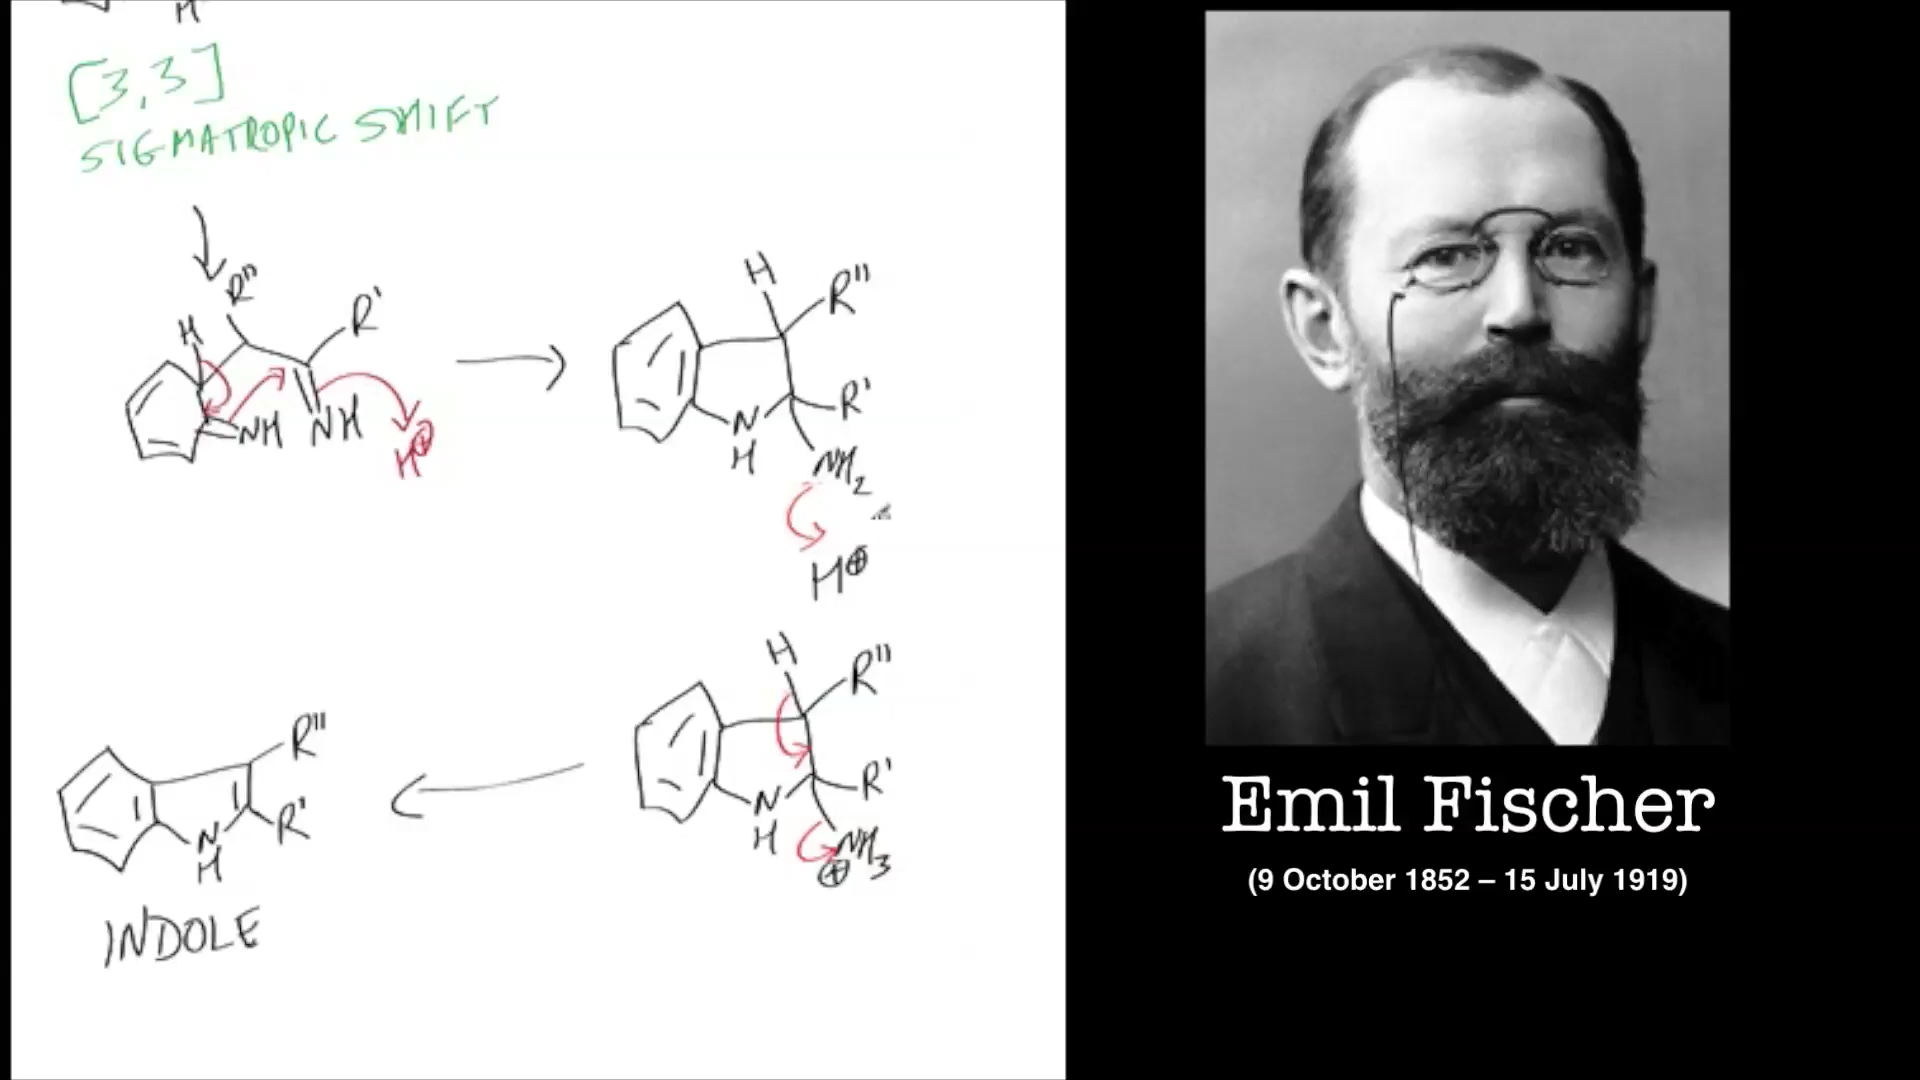 H
[3,3]
SIGMATROPIC SHIFT
R"
H
R'
NH
NH
H⊕
H
R"
R'
N
H
NH₂
H⊕
H
R"
R'
N
H
NH₃
⊕
R"
R'
N
H
INDOLE
Emil Fischer
(9 October 1852 – 15 July 1919)